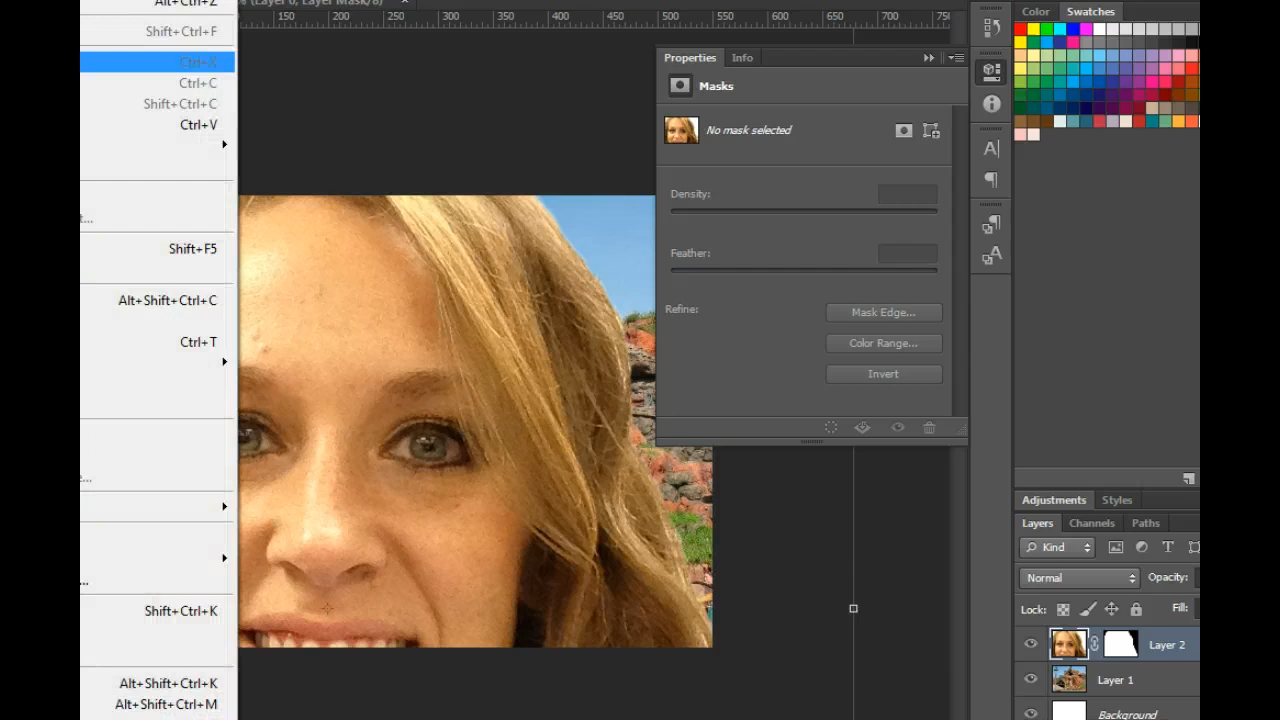 Alt+Ctrl+Z
% (Layer 0, Layer Mask/8)
Shift+Ctrl+F
Ctrl+X
Ctrl+C
Shift+Ctrl+C
Ctrl+V
t...
Shift+F5
Alt+Shift+Ctrl+C
Ctrl+T
...
...
Shift+Ctrl+K
Alt+Shift+Ctrl+K
Alt+Shift+Ctrl+M
150 200 250 300 350 400 450 500 550 600 650 700 750
Properties Info
Masks
No mask selected
Density:
Feather:
Refine:
Mask Edge...
Color Range...
Invert
Color Swatches
Adjustments Styles
Layers Channels Paths
Kind
Normal Opacity:
Lock: Fill:
Layer 2
Layer 1
Background